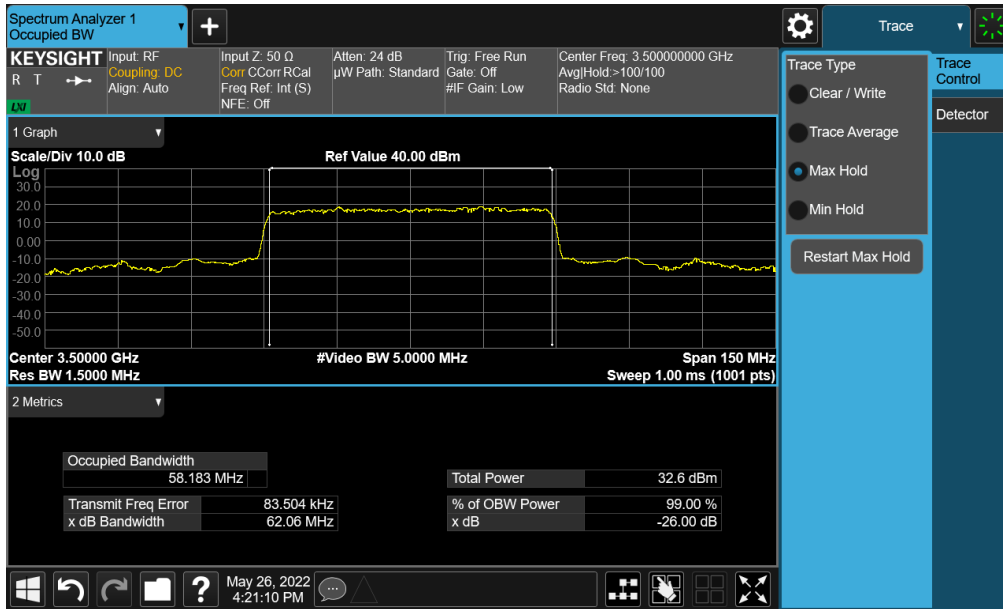 Spectrum Analyzer 1
Occupied BW
+
Trace
KEYSIGHT
R T
LXI
Input: RF
Coupling: DC
Align: Auto
Input Z: 50 Ω
Corr CCorr RCal
Freq Ref: Int (S)
NFE: Off
Atten: 24 dB
µW Path: Standard
Trig: Free Run
Gate: Off
#IF Gain: Low
Center Freq: 3.500000000 GHz
Avg|Hold:>100/100
Radio Std: None
Trace Type
Clear / Write
Trace Average
Max Hold
Min Hold
Restart Max Hold
Trace
Control
Detector
1 Graph
Scale/Div 10.0 dB
Ref Value 40.00 dBm
Log
30.0
20.0
10.0
0.00
-10.0
-20.0
-30.0
-40.0
-50.0
Center 3.50000 GHz
#Video BW 5.0000 MHz
Span 150 MHz
Res BW 1.5000 MHz
Sweep 1.00 ms (1001 pts)
2 Metrics
Occupied Bandwidth
58.183 MHz
Total Power 32.6 dBm
Transmit Freq Error 83.504 kHz
% of OBW Power 99.00 %
x dB Bandwidth 62.06 MHz
x dB -26.00 dB
?
May 26, 2022
4:21:10 PM